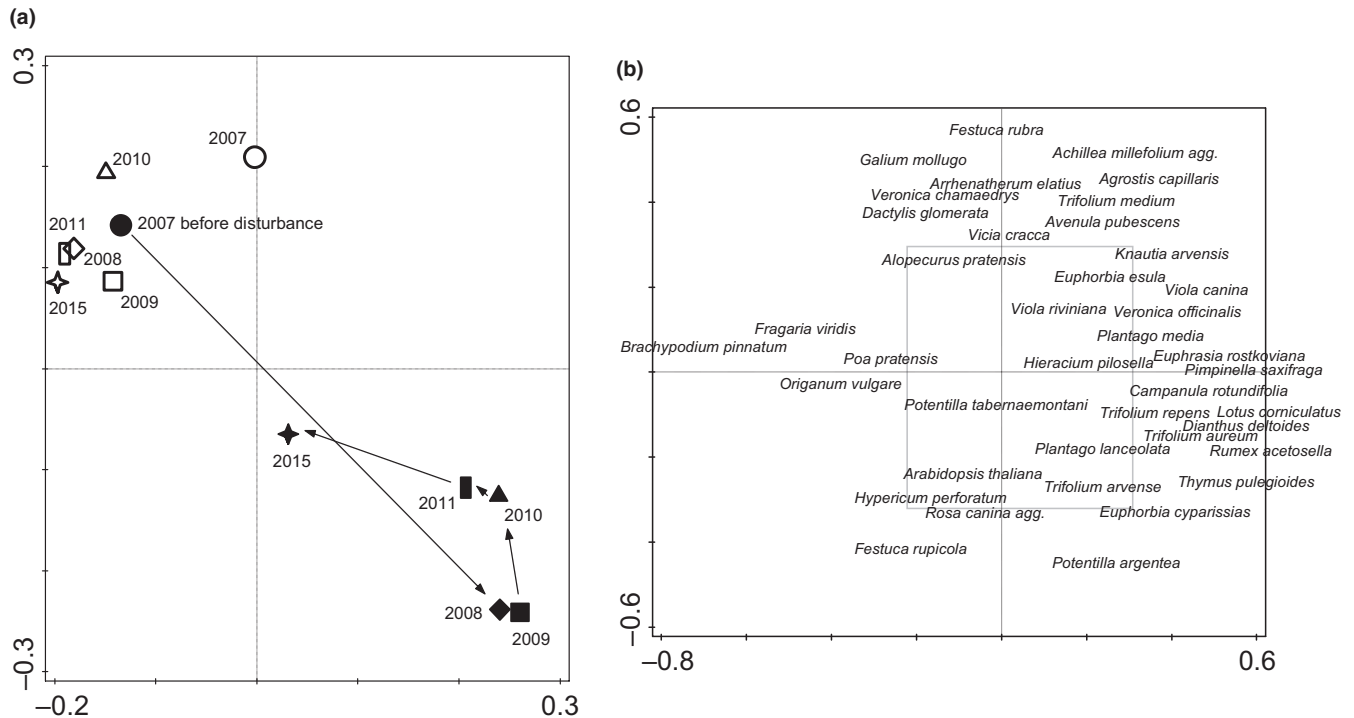 (a)
0.3
2007
2010
2007 before disturbance
2011
2008
2015
2009
2015
2011
2010
2008
2009
−0.3
−0.2
0.3
(b)
0.6
Festuca rubra
Achillea millefolium agg.
Galium mollugo
Agrostis capillaris
Arrhenatherum elatius
Veronica chamaedrys
Trifolium medium
Dactylis glomerata
Avenula pubescens
Vicia cracca
Knautia arvensis
Alopecurus pratensis
Euphorbia esula
Viola canina
Viola riviniana
Veronica officinalis
Fragaria viridis
Plantago media
Brachypodium pinnatum
Poa pratensis
Euphrasia rostkoviana
Hieracium pilosella
Pimpinella saxifraga
Origanum vulgare
Campanula rotundifolia
Potentilla tabernaemontani
Trifolium repens
Lotus corniculatus
Dianthus deltoides
Trifolium aureum
Plantago lanceolata
Rumex acetosella
Arabidopsis thaliana
Thymus pulegioides
Trifolium arvense
Hypericum perforatum
Rosa canina agg.
Euphorbia cyparissias
Festuca rupicola
Potentilla argentea
−0.6
−0.8
0.6